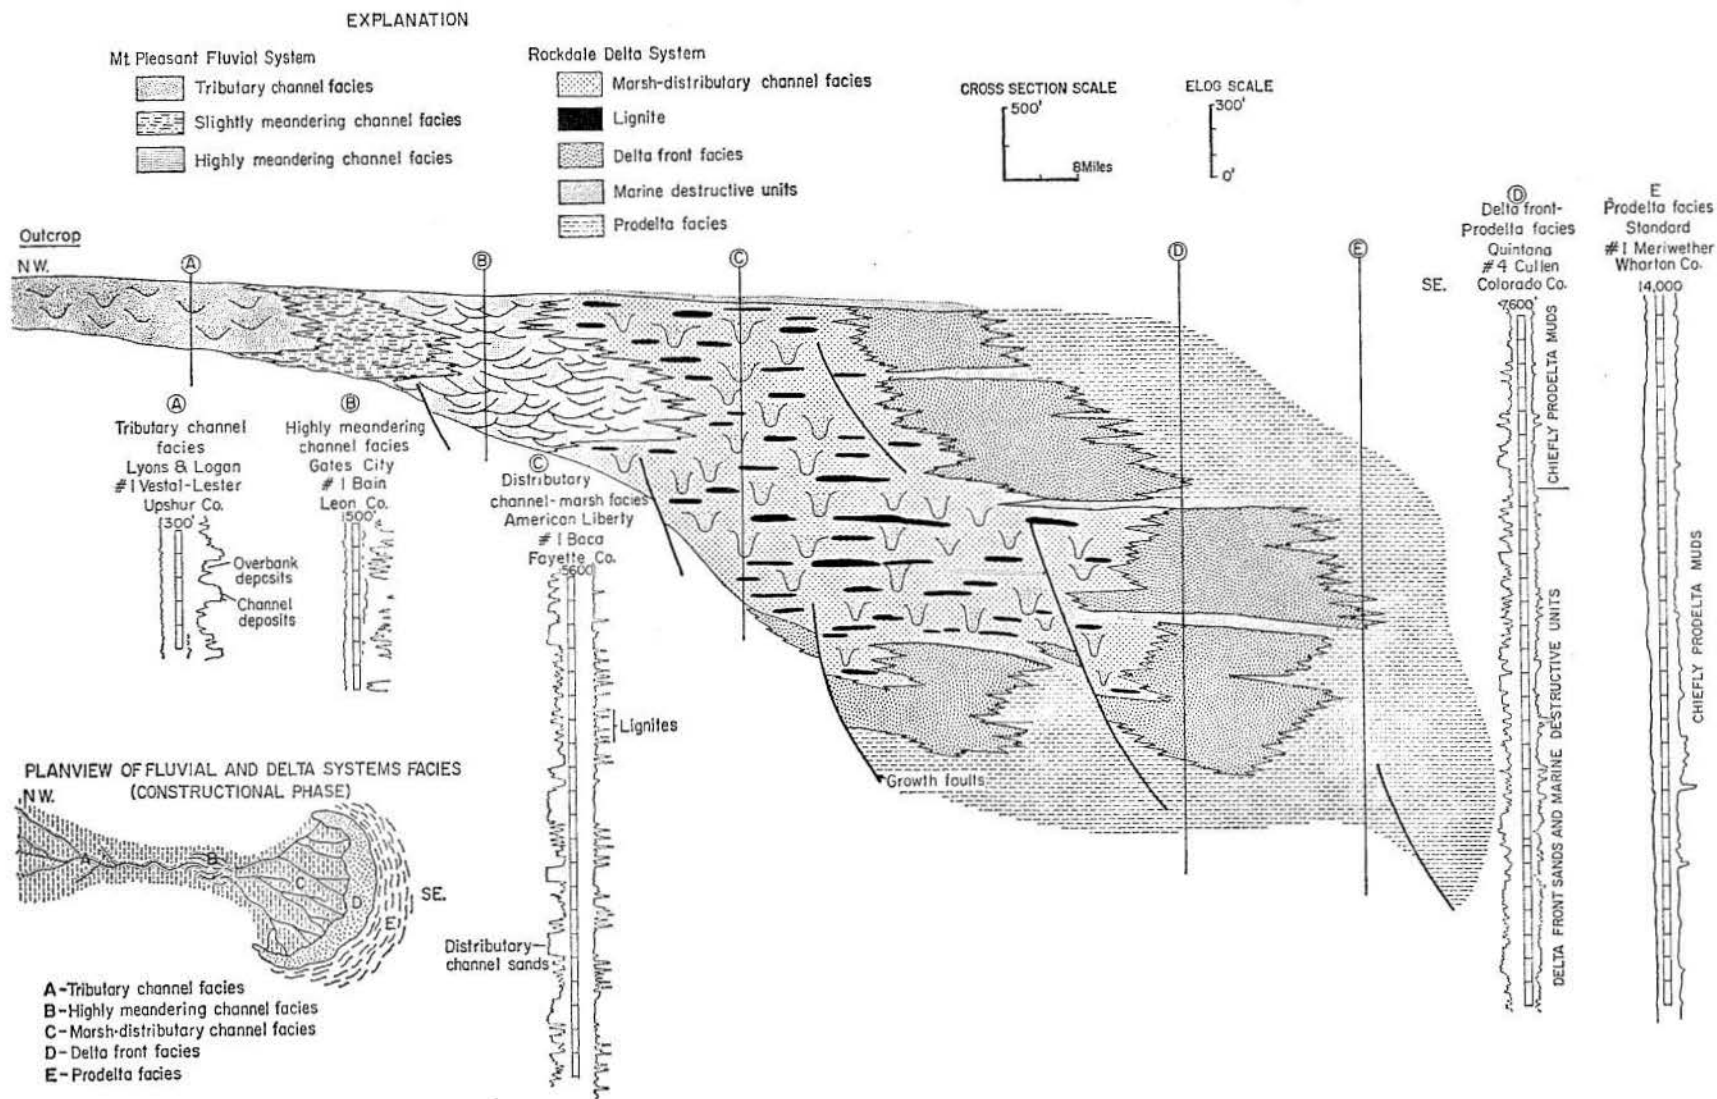 EXPLANATION
Mt. Pleasant Fluvial System
Tributary channel facies
Slightly meandering channel facies
Highly meandering channel facies
Rockdale Delta System
Marsh-distributary channel facies
Lignite
Delta front facies
Marine destructive units
Prodelta facies
CROSS SECTION SCALE
500'
8Miles
ELOG SCALE
300'
0'
D
Delta front-
Prodelta facies
Quintana
#4 Cullen
Colorado Co.
7600'
CHIEFLY PRODELTA MUDS
DELTA FRONT SANDS AND MARINE DESTRUCTIVE UNITS
E
Prodelta facies
Standard
#1 Meriwether
Wharton Co.
14,000
CHIEFLY PRODELTA MUDS
Outcrop
NW.
A
B
C
D
E
SE.
A
Tributary channel
facies
Lyons & Logan
#1 Vestal-Lester
Upshur Co.
1300'
Overbank
deposits
Channel
deposits
B
Highly meandering
channel facies
Gates City
#1 Bain
Leon Co.
1500'
C
Distributary
channel-marsh facies
American Liberty
#1 Baca
Fayette Co.
5600'
Lignites
Distributary-
channel sands
Growth faults
PLANVIEW OF FLUVIAL AND DELTA SYSTEMS FACIES
(CONSTRUCTIONAL PHASE)
NW.
A
B
C
D
E
SE.
A-Tributary channel facies
B-Highly meandering channel facies
C-Marsh-distributary channel facies
D-Delta front facies
E-Prodelta facies